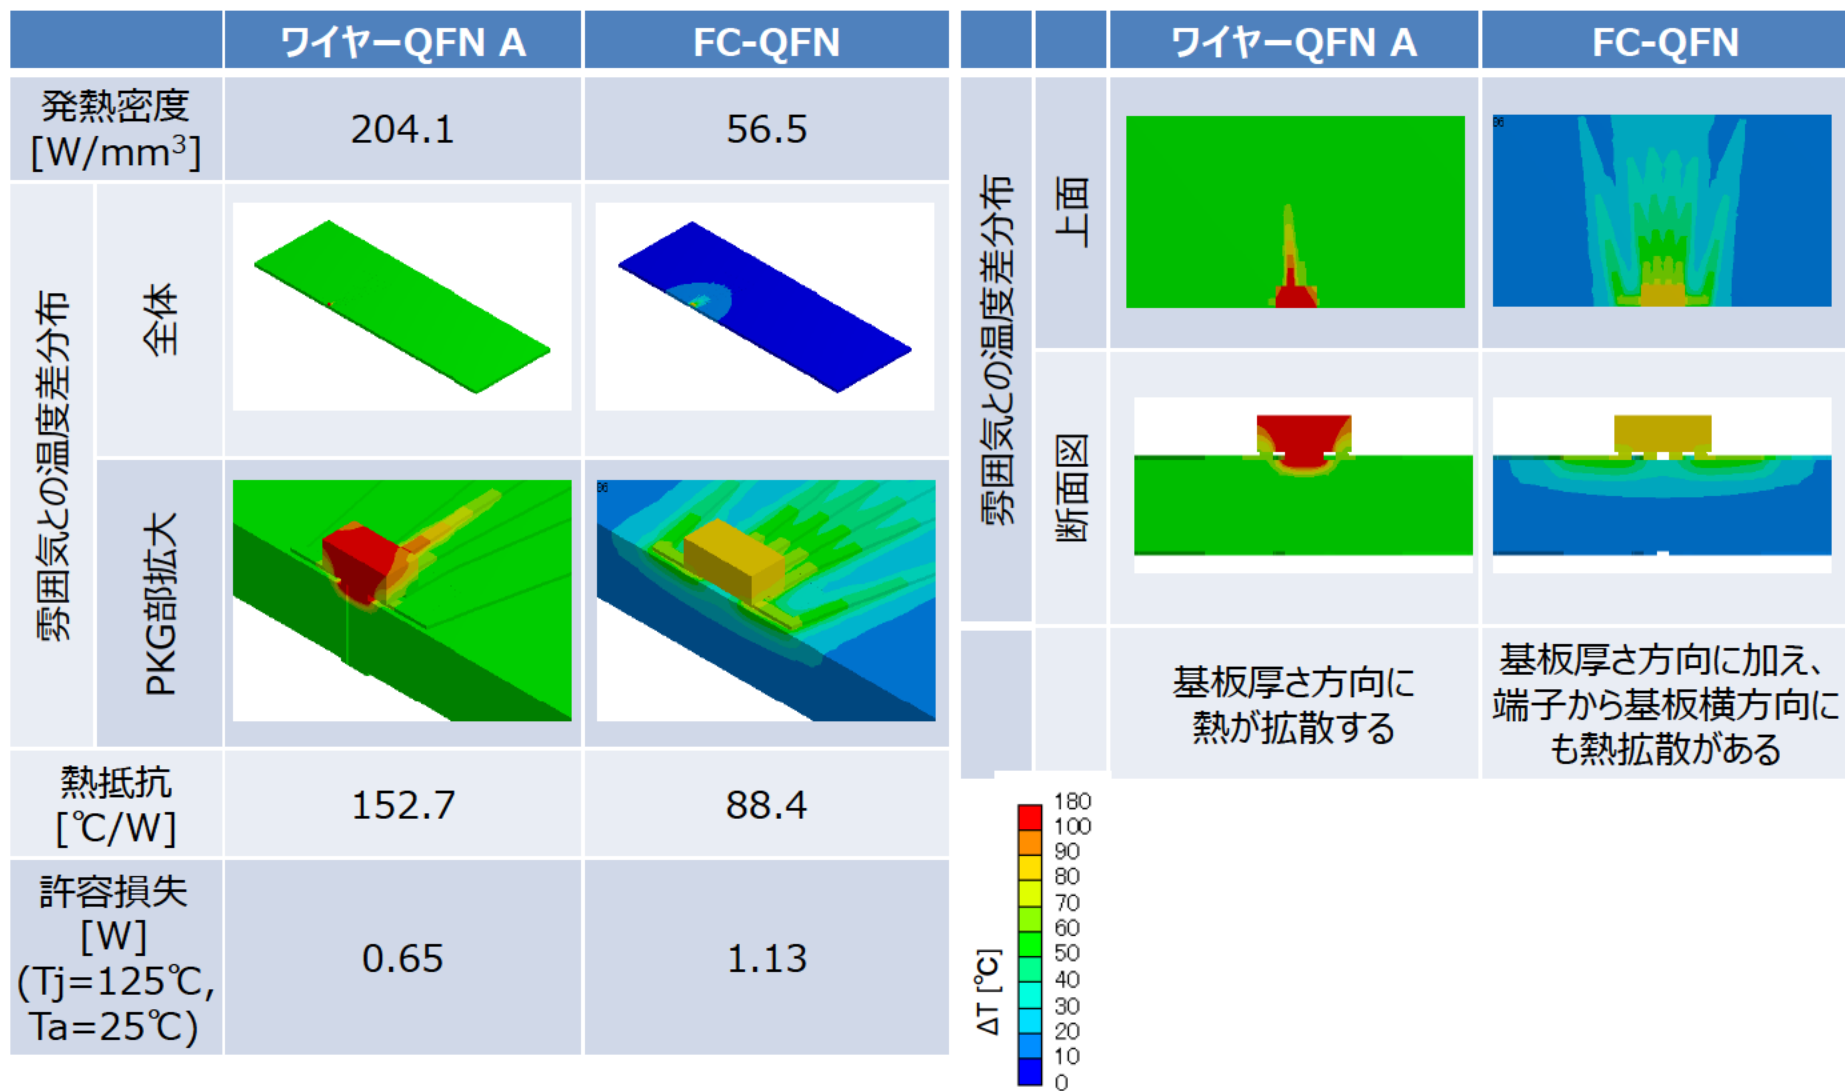 ワイヤーQFN A
FC-QFN
発熱密度
[W/mm³]
204.1
56.5
雰囲気との温度差分布
全体
PKG部拡大
熱抵抗
[℃/W]
152.7
88.4
許容損失
[W]
(Tj=125℃,
Ta=25℃)
0.65
1.13
ワイヤーQFN A
FC-QFN
雰囲気との温度差分布
上面
断面図
基板厚さ方向に
熱が拡散する
基板厚さ方向に加え、
端子から基板横方向に
も熱拡散がある
ΔT [℃]
180
100
90
80
70
60
50
40
30
20
10
0